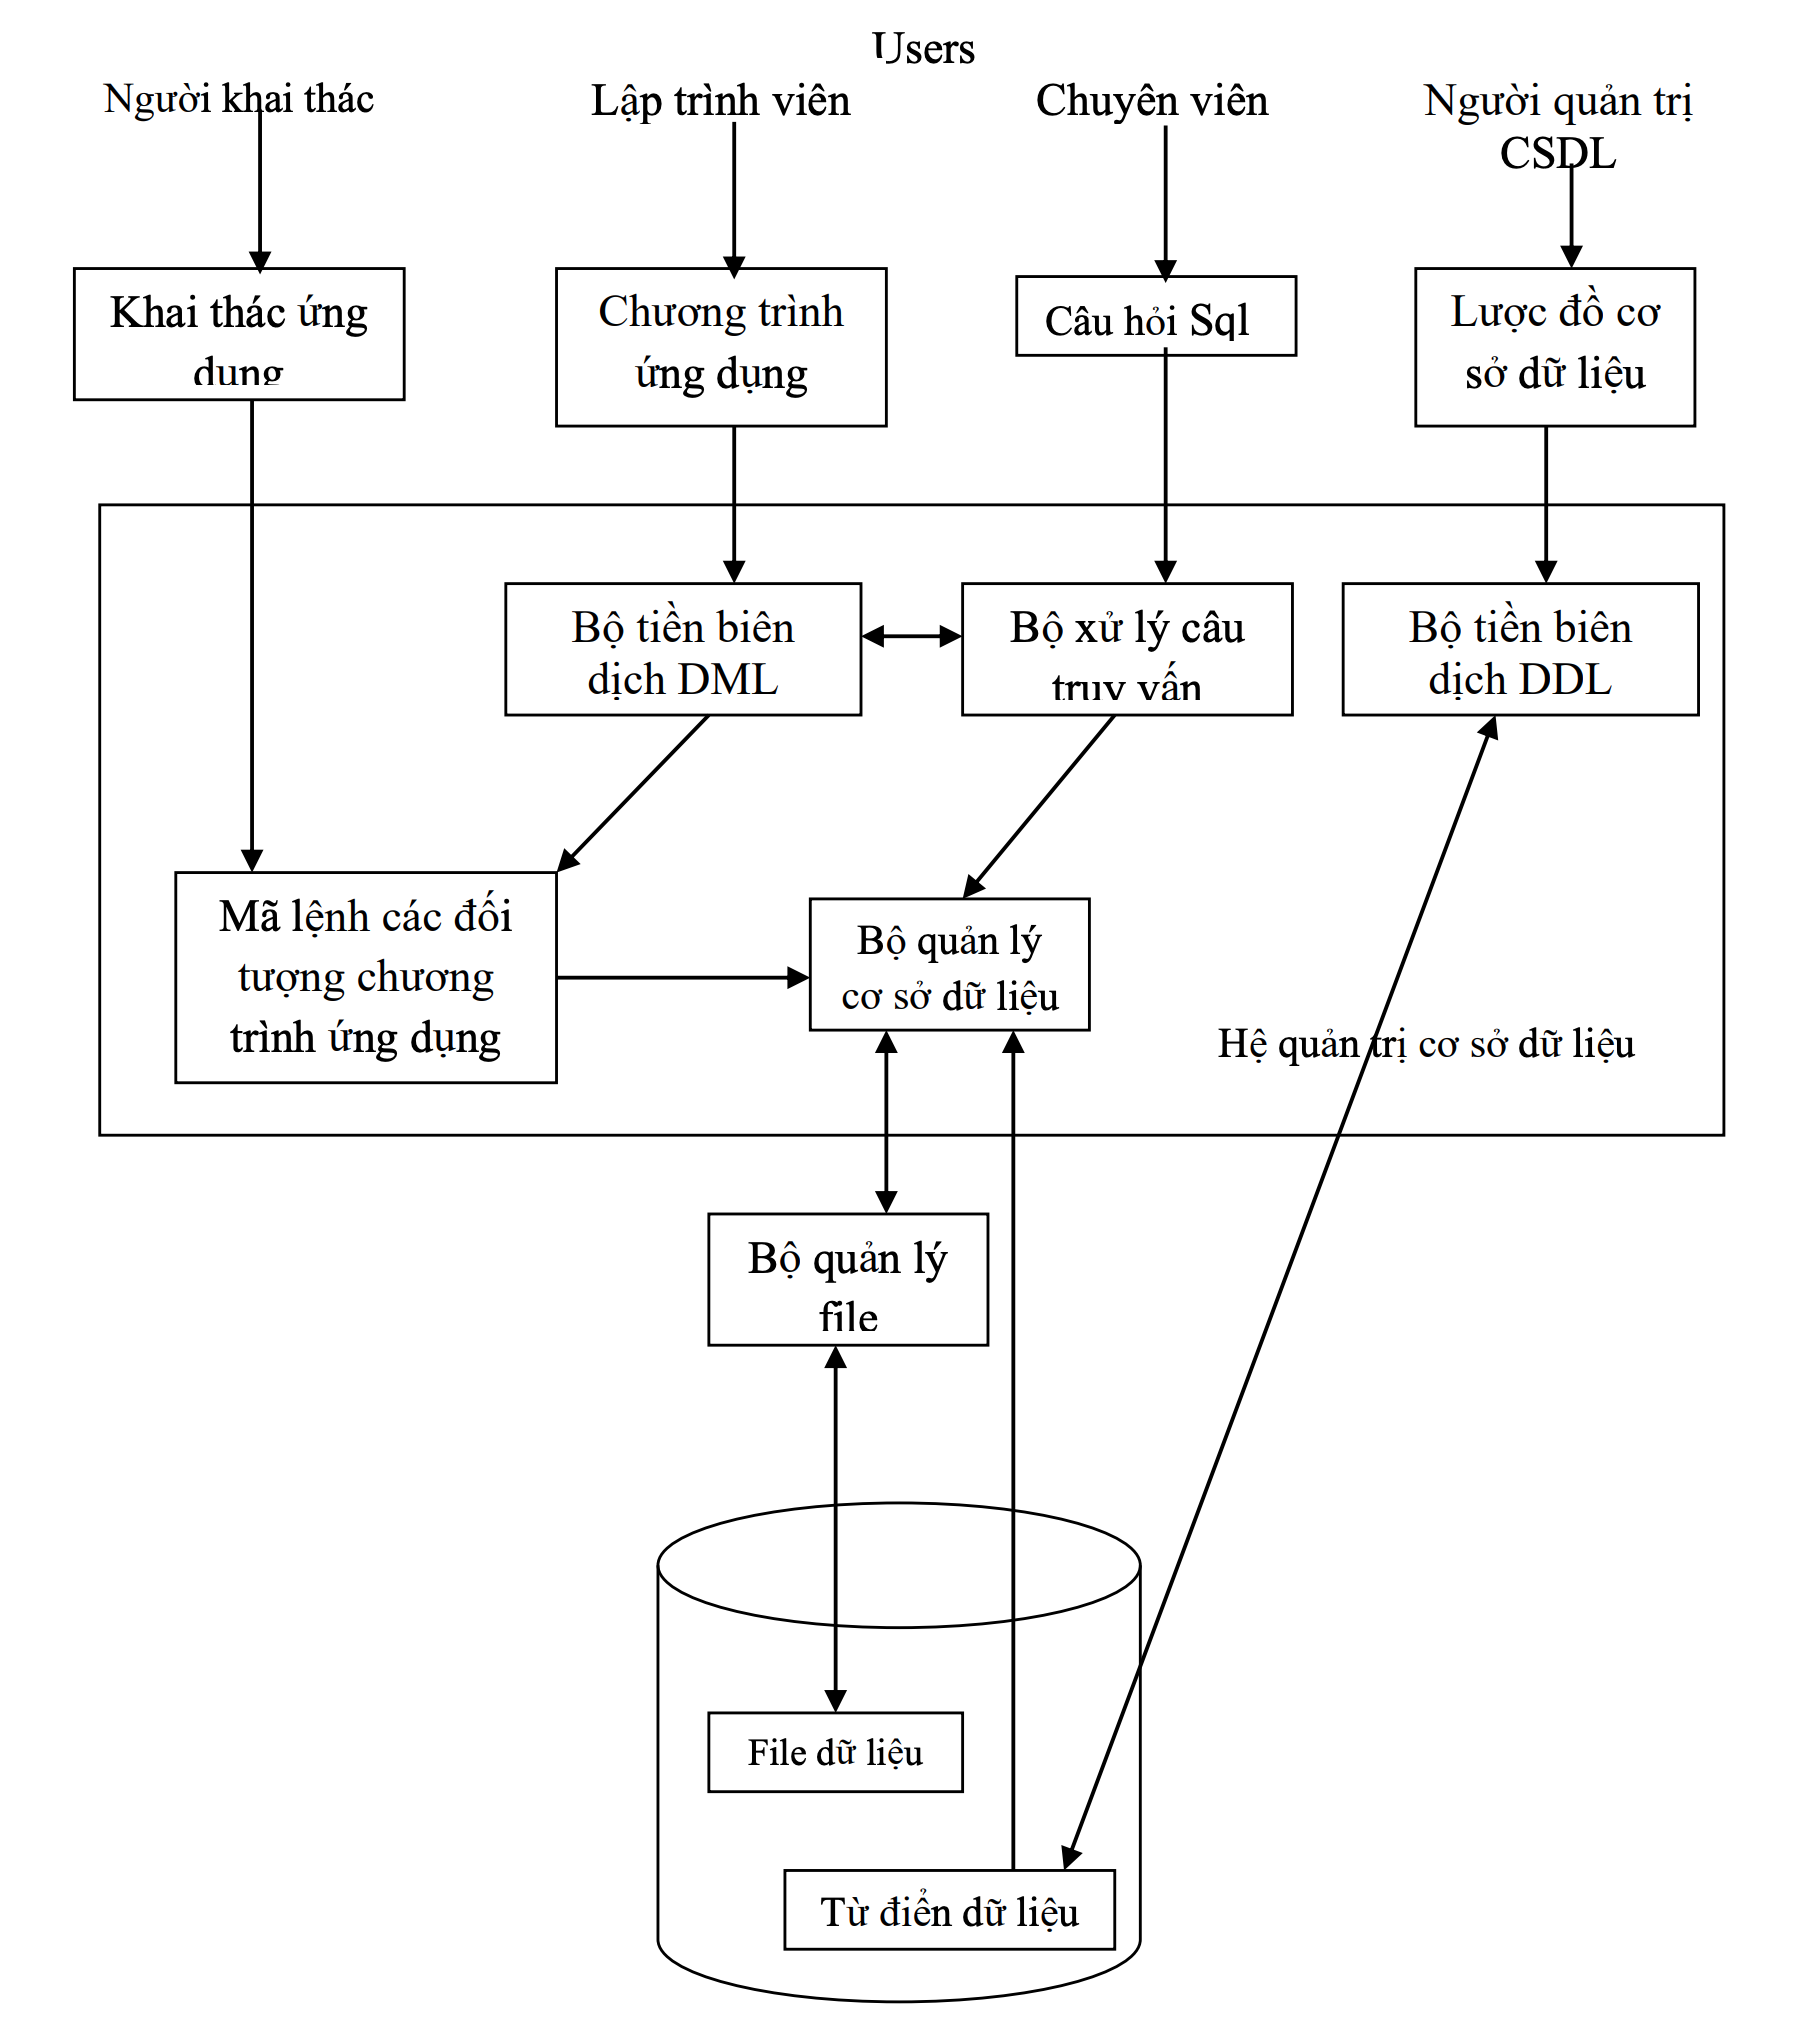 Users
Người khai thác
Lập trình viên
Chuyên viên
Người quản trị
CSDL
Khai thác ứng
dụng
Chương trình
ứng dụng
Câu hỏi Sql
Lược đồ cơ
sở dữ liệu
Bộ tiền biên
dịch DML
Bộ xử lý câu
truy vấn
Bộ tiền biên
dịch DDL
Mã lệnh các đối
tượng chương
trình ứng dụng
Bộ quản lý
cơ sở dữ liệu
Hệ quản trị cơ sở dữ liệu
Bộ quản lý
file
File dữ liệu
Từ điển dữ liệu